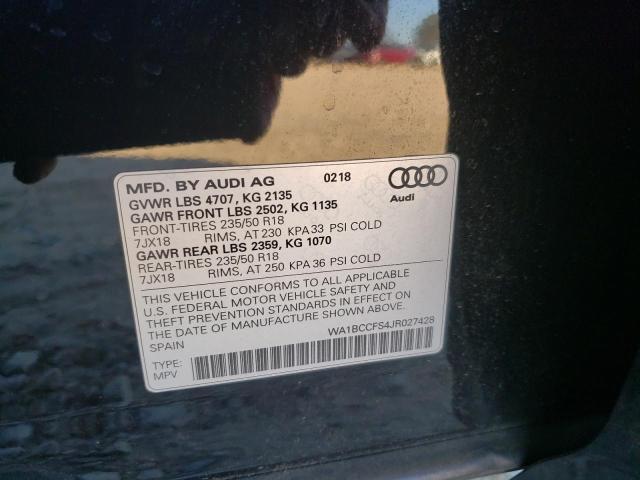 MFD. BY AUDI AG 0218
GVWR LBS 4707, KG 2135
GAWR FRONT LBS 2502, KG 1135
FRONT-TIRES 235/50 R18
7JX18 RIMS, AT 230 KPA 33 PSI COLD
GAWR REAR LBS 2359, KG 1070
REAR-TIRES 235/50 R18
7JX18 RIMS, AT 250 KPA 36 PSI COLD
THIS VEHICLE CONFORMS TO ALL APPLICABLE
U.S. FEDERAL MOTOR VEHICLE SAFETY AND
THEFT PREVENTION STANDARDS IN EFFECT ON
THE DATE OF MANUFACTURE SHOWN ABOVE.
SPAIN WA1BCCFS4JR027428
TYPE:
MPV
Audi